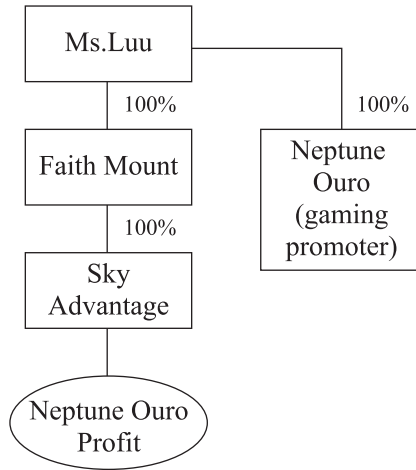 Ms.Luu
100%
100%
Faith Mount
Neptune
Ouro
(gaming
promoter)
100%
Sky
Advantage
Neptune Ouro
Profit